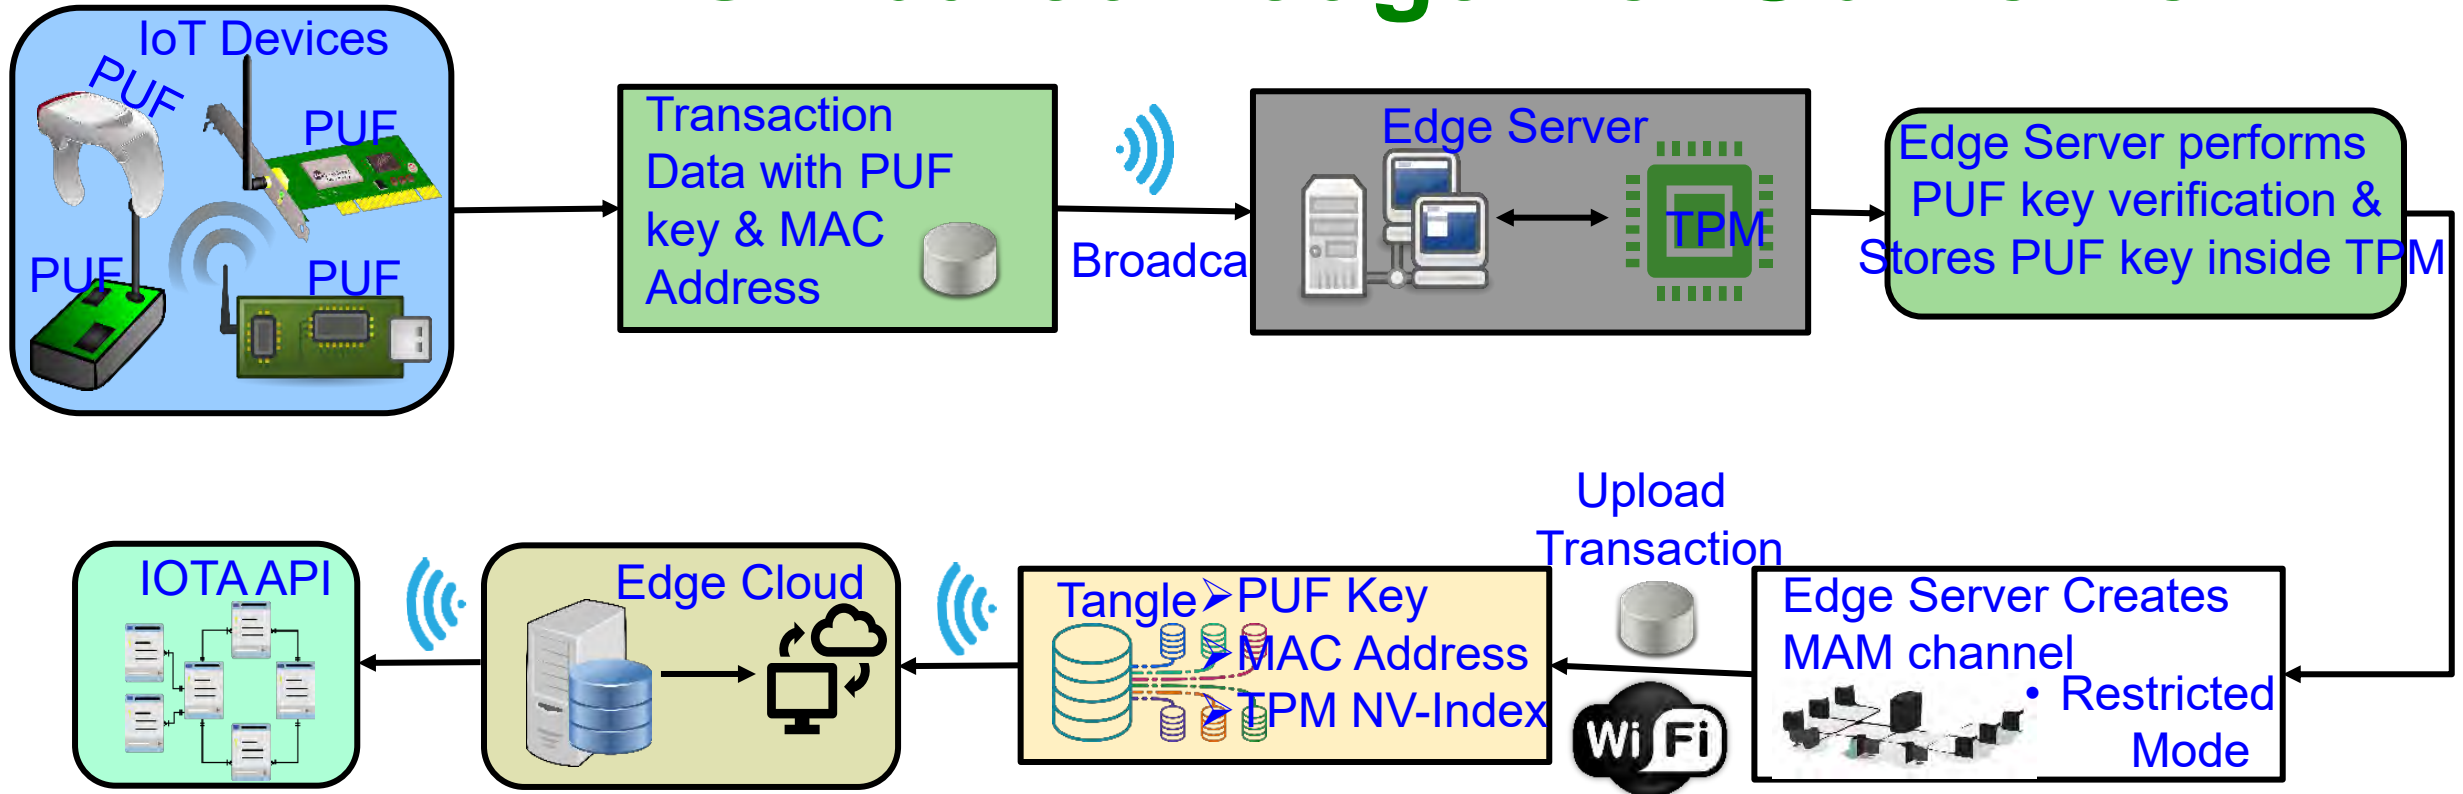 IoT Devices
PUF
PUF
PUF
PUF
Transaction
Data with PUF
key & MAC
Address
Broadca
Edge Server
TPM
Edge Server performs
PUF key verification &
Stores PUF key inside TPM
Upload
Transaction
WiFi
Edge Server Creates
MAM channel
• Restricted
Mode
Tangle
➢PUF Key
➢MAC Address
➢TPM NV-Index
Edge Cloud
IOTA API